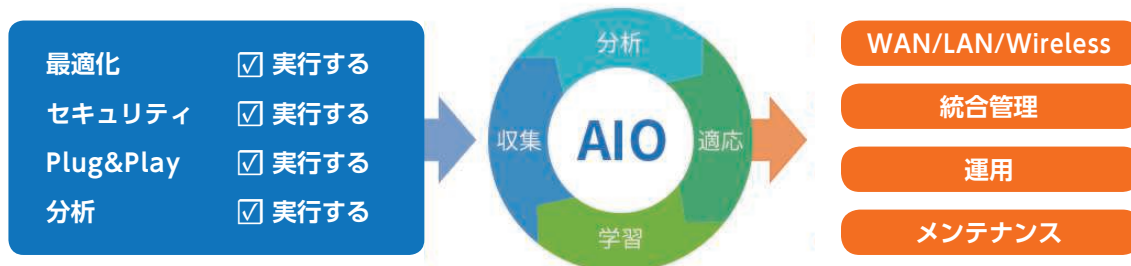 最適化 ☑ 実行する
セキュリティ ☑ 実行する
Plug&Play ☑ 実行する
分析 ☑ 実行する
分析
収集
AIO
適応
学習
WAN/LAN/Wireless
統合管理
運用
メンテナンス